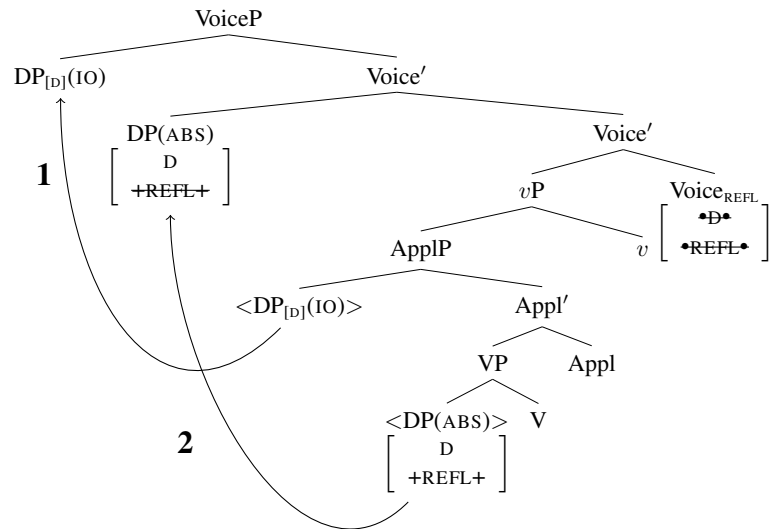 VoiceP
DP[D](IO)
Voice′
DP(ABS)
D
+REFL+
Voice′
1
vP
VoiceREFL
•D•
•REFL•
ApplP
v
<DP[D](IO)>
Appl′
VP
Appl
2
<DP(ABS)>
V
D
+REFL+